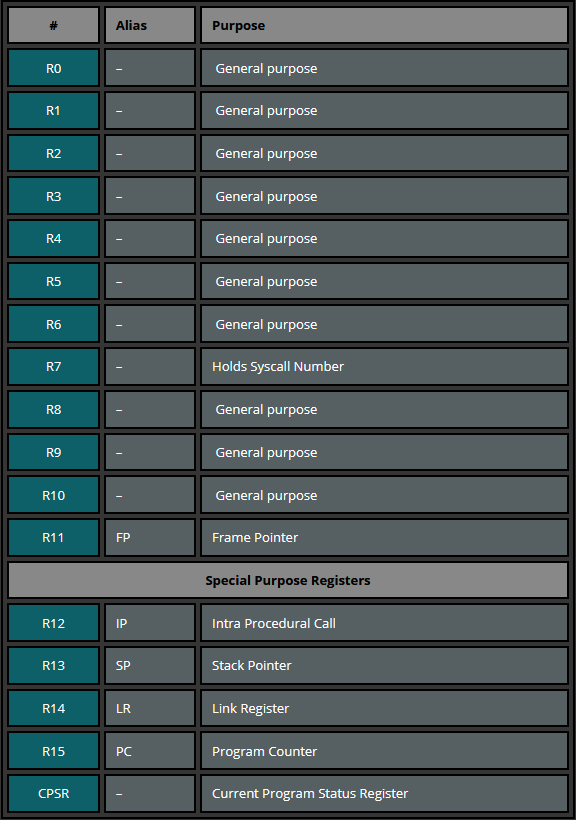 # Alias Purpose
R0 – General purpose
R1 – General purpose
R2 – General purpose
R3 – General purpose
R4 – General purpose
R5 – General purpose
R6 – General purpose
R7 – Holds Syscall Number
R8 – General purpose
R9 – General purpose
R10 – General purpose
R11 FP Frame Pointer
Special Purpose Registers
R12 IP Intra Procedural Call
R13 SP Stack Pointer
R14 LR Link Register
R15 PC Program Counter
CPSR – Current Program Status Register